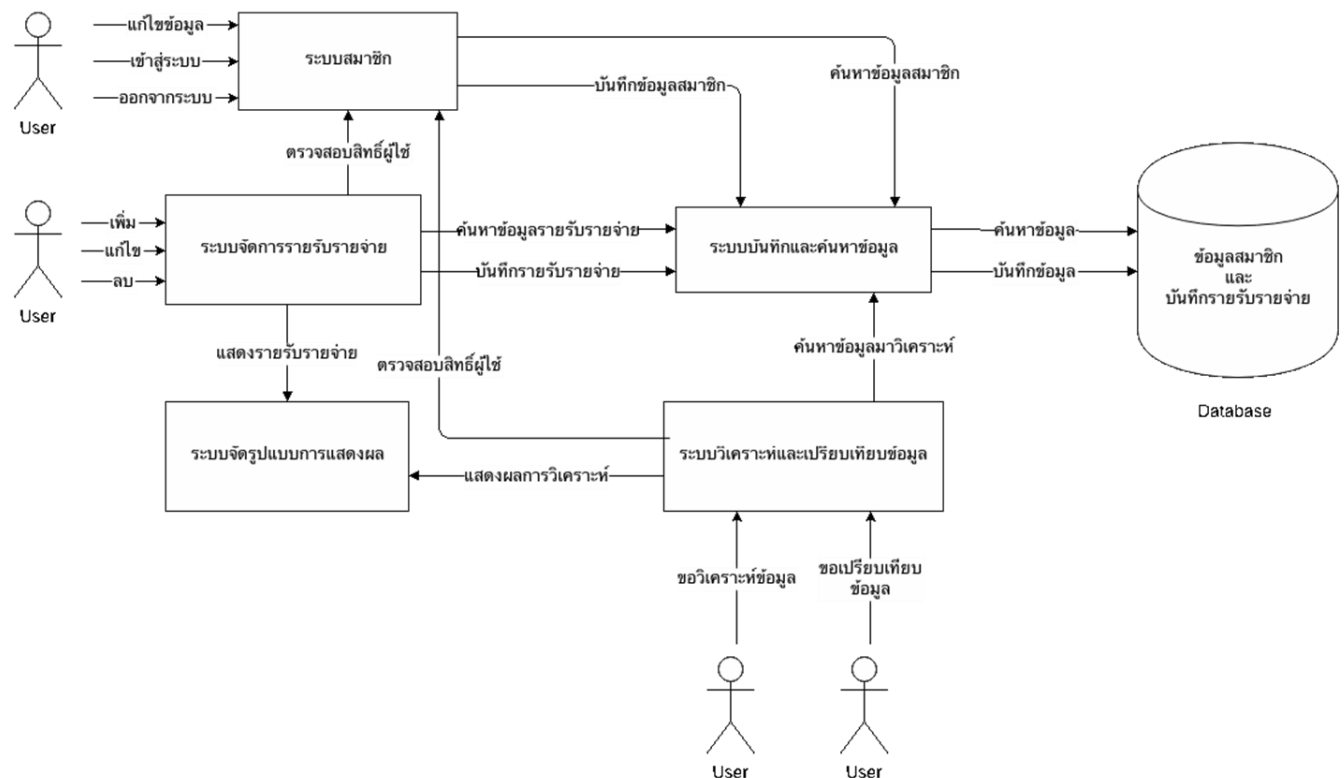 แก้ไขข้อมูล
เข้าสู่ระบบ
ออกจากระบบ
User
ระบบสมาชิก
ค้นหาข้อมูลสมาชิก
บันทึกข้อมูลสมาชิก
ตรวจสอบสิทธิ์ผู้ใช้
เพิ่ม
แก้ไข
ลบ
User
ระบบจัดการรายรับรายจ่าย
ค้นหาข้อมูลรายรับรายจ่าย
บันทึกรายรับรายจ่าย
ระบบบันทึกและค้นหาข้อมูล
ค้นหาข้อมูล
บันทึกข้อมูล
ข้อมูลสมาชิก
และ
บันทึกรายรับรายจ่าย
Database
แสดงรายรับรายจ่าย
ตรวจสอบสิทธิ์ผู้ใช้
ค้นหาข้อมูลมาวิเคราะห์
ระบบจัดรูปแบบการแสดงผล
แสดงผลการวิเคราะห์
ระบบวิเคราะห์และเปรียบเทียบข้อมูล
ขอวิเคราะห์ข้อมูล
ขอเปรียบเทียบ
ข้อมูล
User
User